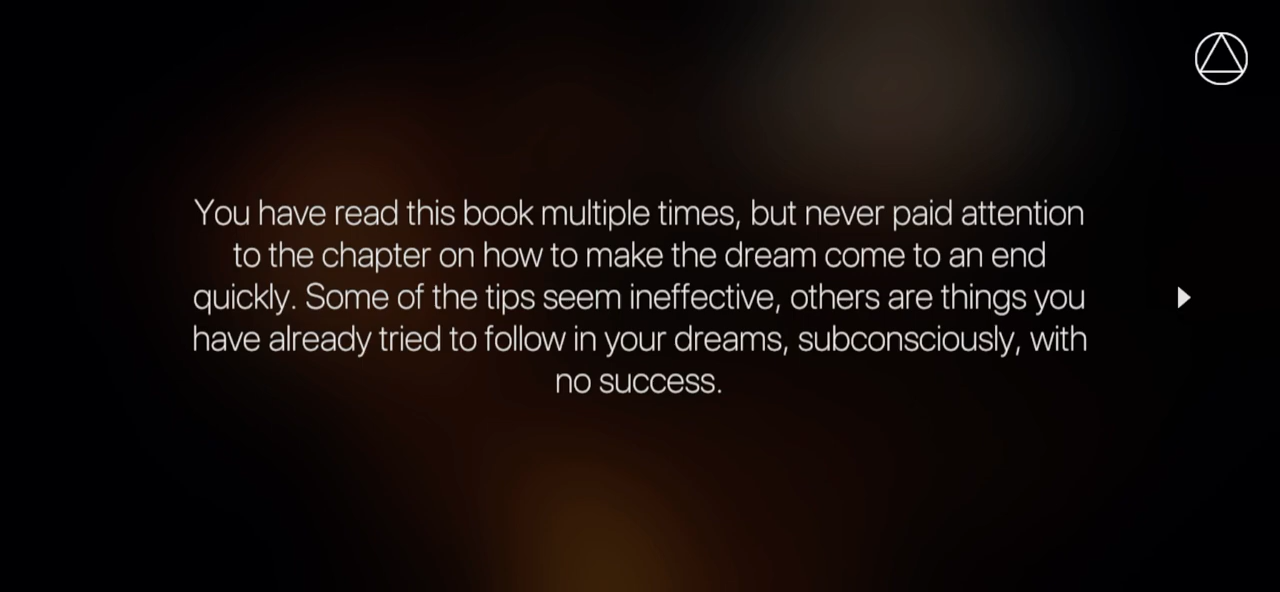 You have read this book multiple times, but never paid attention
to the chapter on how to make the dream come to an end
quickly. Some of the tips seem ineffective, others are things you
have already tried to follow in your dreams, subconsciously, with
no success.